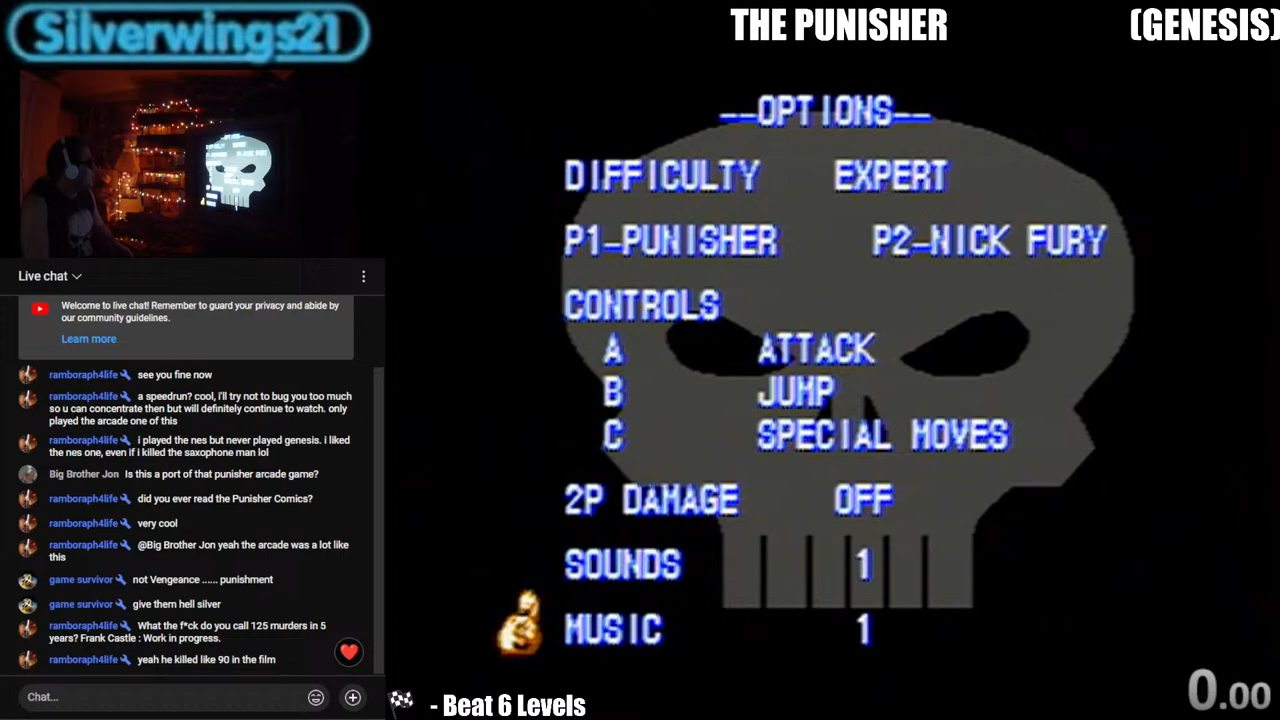 Silverwings21
THE PUNISHER
(GENESIS)
--OPTIONS--
DIFFICULTY EXPERT
P1-PUNISHER P2-NICK FURY
CONTROLS
A ATTACK
B JUMP
C SPECIAL MOVES
2P DAMAGE OFF
SOUNDS 1
MUSIC 1
Live chat
Welcome to live chat! Remember to guard your privacy and abide by
our community guidelines.
Learn more
ramboraph4life see you fine now
ramboraph4life a speedrun? cool, i'll try not to bug you too much
so u can concentrate then but will definitely continue to watch. only
played the arcade one of this
ramboraph4life i played the nes but never played genesis. i liked
the nes one, even if i killed the saxophone man lol
Big Brother Jon Is this a port of that punisher arcade game?
ramboraph4life did you ever read the Punisher Comics?
ramboraph4life very cool
ramboraph4life @Big Brother Jon yeah the arcade was a lot like
this
game survivor not Vengeance ...... punishment
game survivor give them hell silver
ramboraph4life What the f*ck do you call 125 murders in 5
years? Frank Castle : Work in progress.
ramboraph4life yeah he killed like 90 in the film
Chat...
- Beat 6 Levels
0.00